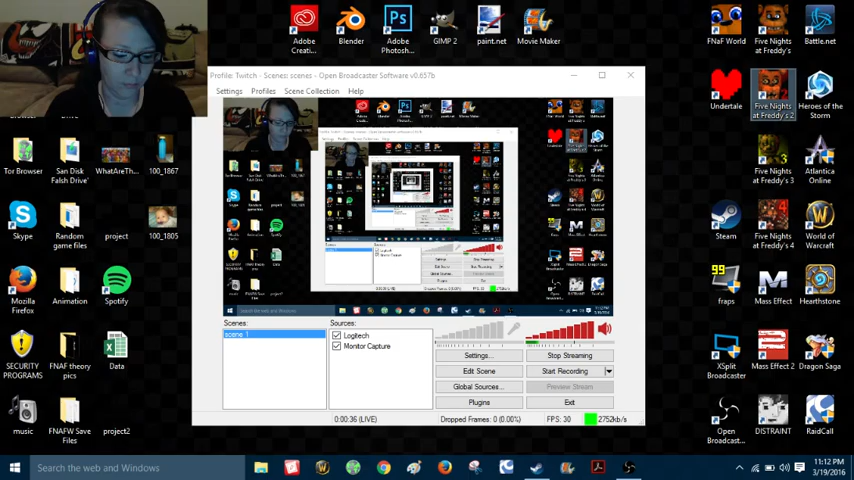 Adobe Creati...
Blender
Adobe Photosh...
GIMP 2
paint.net
Movie Maker
FNaF World
Five Nights at Freddy's
Battle.net
Profile: Twitch - Scenes: scenes - Open Broadcaster Software v0.657b
Settings Profiles Scene Collection Help
Undertale
Five Nights at Freddy's 2
Heroes of the Storm
Tor Browser
San Disk Falsh Drive'
WhatAreTh...
100_1867
Five Nights at Freddy's 3
Atlantica Online
Skype
Random game files
project
100_1805
Steam
Five Nights at Freddy's 4
World of Warcraft
Mozilla Firefox
Animation
Spotify
99
fraps
Mass Effect
Hearthstone
SECURITY PROGRAMS
FNAF theory pics
Data
XSplit Broadcaster
Mass Effect 2
Dragon Saga
music
FNAFW Save Files
project2
Open Broadcast...
DISTRAINT
RaidCall
Scenes:
scene 1
Sources:
Logitech
Monitor Capture
Settings...
Stop Streaming
Edit Scene
Start Recording
Global Sources...
Preview Stream
Plugins
Exit
0:00:36 (LIVE)
Dropped Frames: 0 (0.00%)
FPS: 30
2752kb/s
Search the web and Windows
11:12 PM
3/19/2016